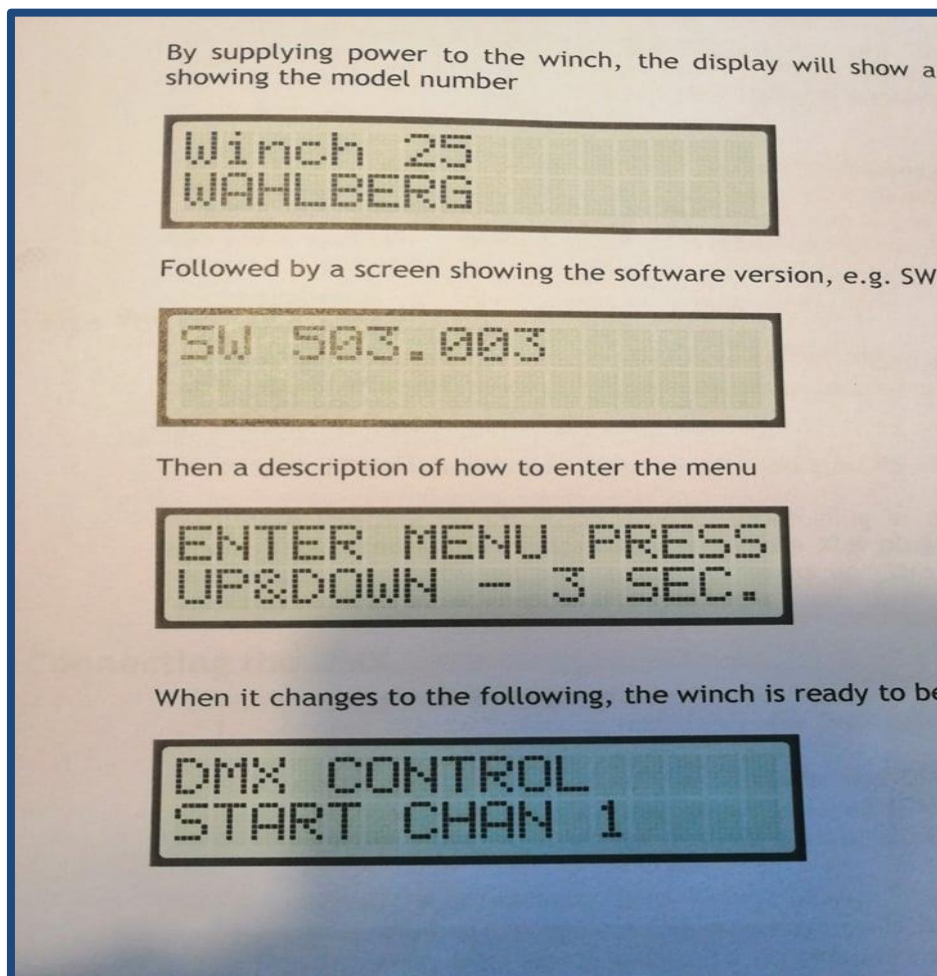 By supplying power to the winch, the display will show a
showing the model number
Winch 25
WAHLBERG
Followed by a screen showing the software version, e.g. SW
SW 503.003
Then a description of how to enter the menu
ENTER MENU PRESS
UP&DOWN - 3 SEC.
When it changes to the following, the winch is ready to be
DMX CONTROL
START CHAN 1